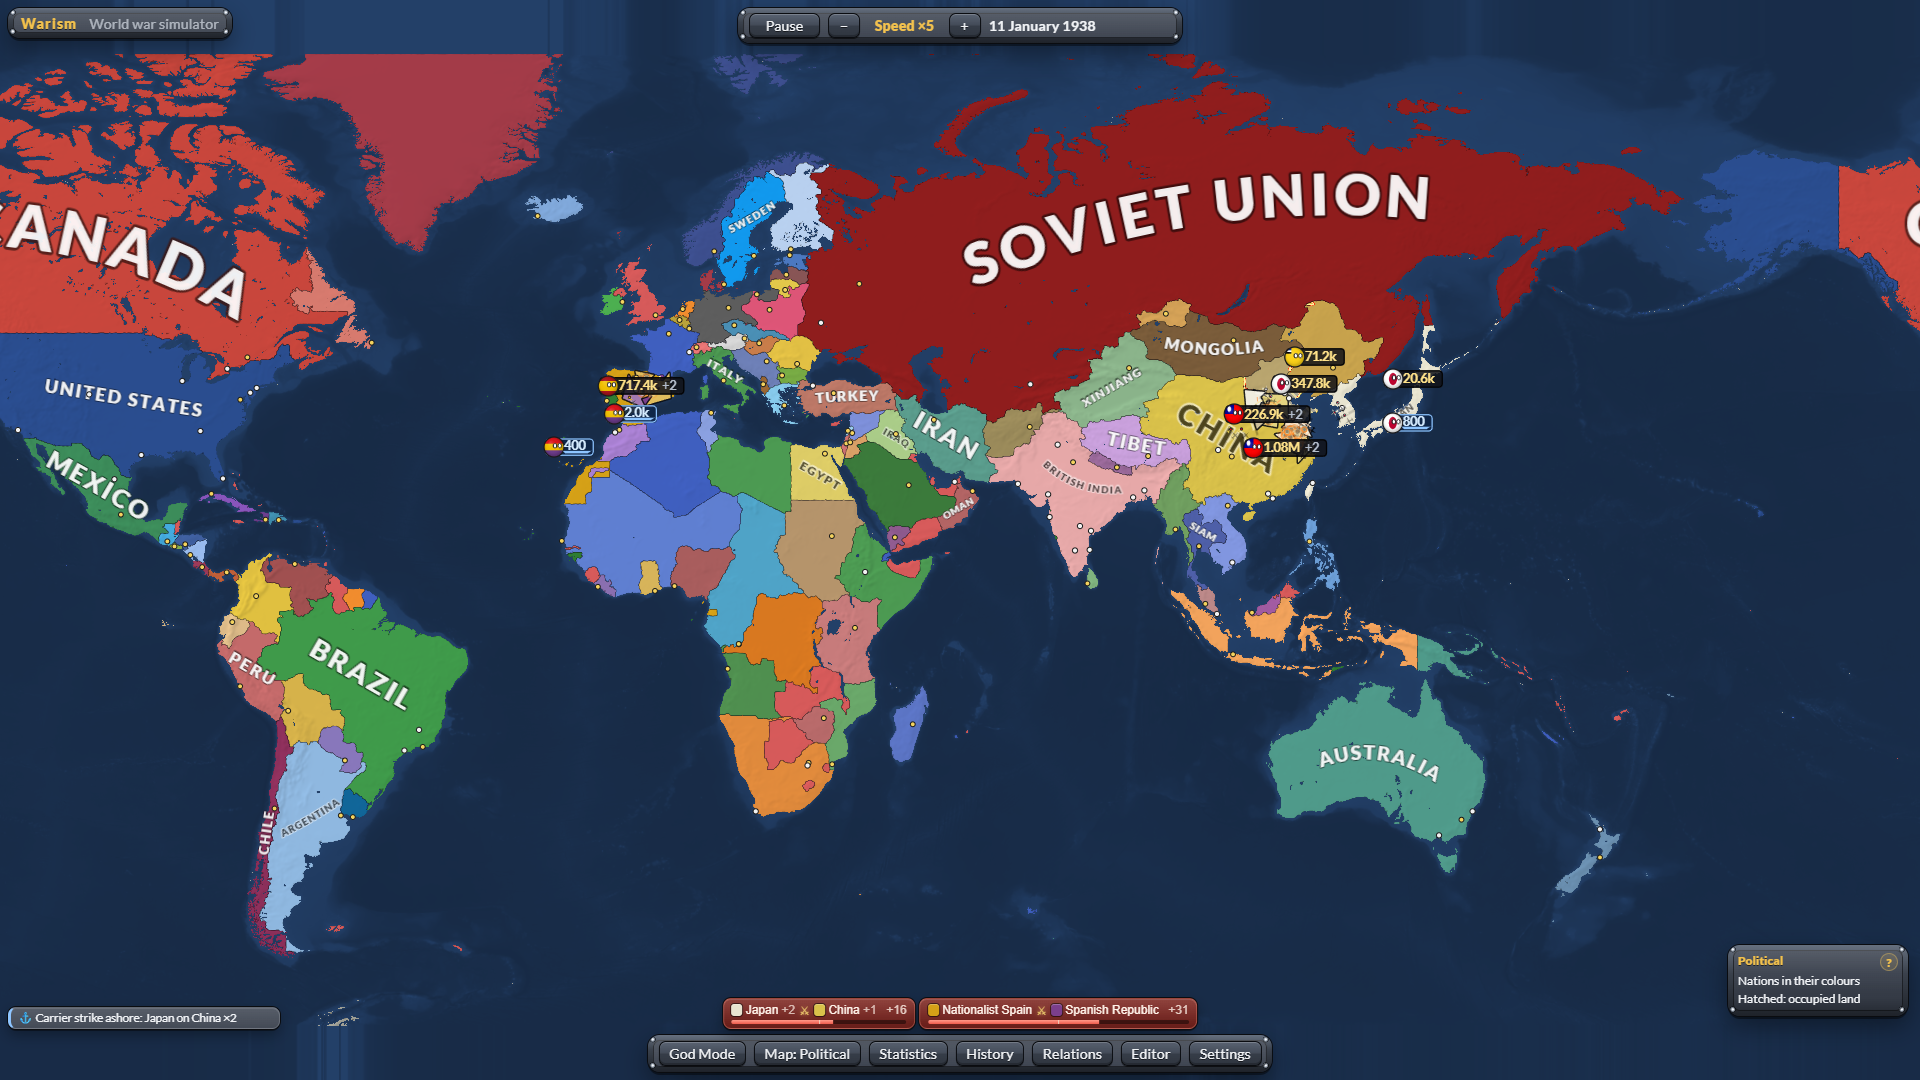 Warism World war simulator
Pause − Speed ×5 + 11 January 1938
CANADA
SOVIET UNION
SWEDEN
UNITED STATES
MONGOLIA
ITALY
TURKEY
XINJIANG
IRAN
IRAQ
CHINA
TIBET
MEXICO
EGYPT
BRITISH INDIA
OMAN
SIAM
BRAZIL
PERU
AUSTRALIA
ARGENTINA
CHILE
717.4k +2
2.0k
400
71.2k
347.8k
20.6k
226.9k +2
800
1.08M +2
Political ?
Nations in their colours
Hatched: occupied land
Carrier strike ashore: Japan on China ×2
Japan +2 China +1 +16
Nationalist Spain Spanish Republic +31
God Mode Map: Political Statistics History Relations Editor Settings